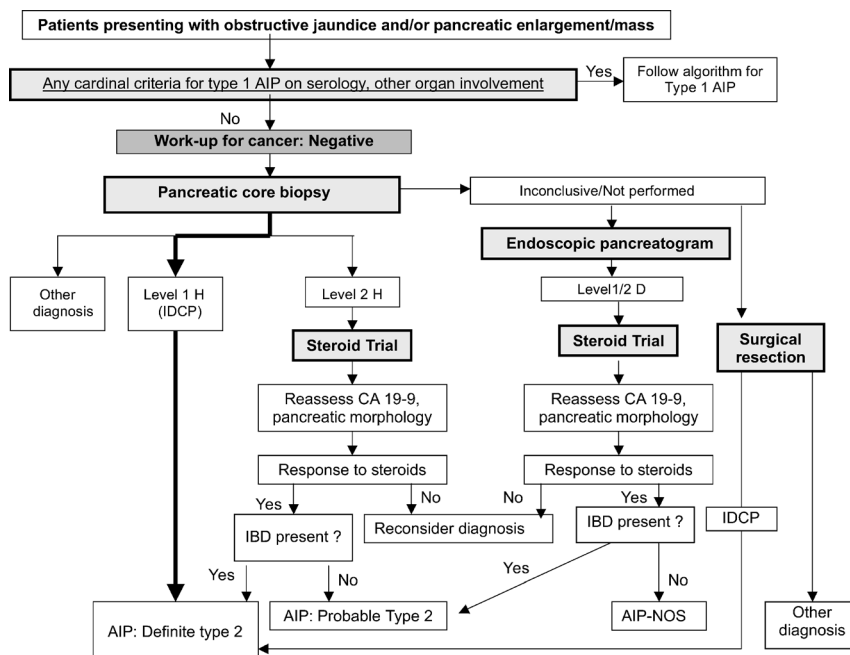 Patients presenting with obstructive jaundice and/or pancreatic enlargement/mass
Any cardinal criteria for type 1 AIP on serology, other organ involvement
Yes
Follow algorithm for
Type 1 AIP
No
Work-up for cancer: Negative
Pancreatic core biopsy
Inconclusive/Not performed
Endoscopic pancreatogram
Other
diagnosis
Level 1 H
(IDCP)
Level 2 H
Level1/2 D
Steroid Trial
Steroid Trial
Surgical
resection
Reassess CA 19-9,
pancreatic morphology
Reassess CA 19-9,
pancreatic morphology
Response to steroids
Response to steroids
Yes
No
No
Yes
IBD present ?
Reconsider diagnosis
IBD present ?
IDCP
Yes
No
Yes
No
AIP: Definite type 2
AIP: Probable Type 2
AIP-NOS
Other
diagnosis